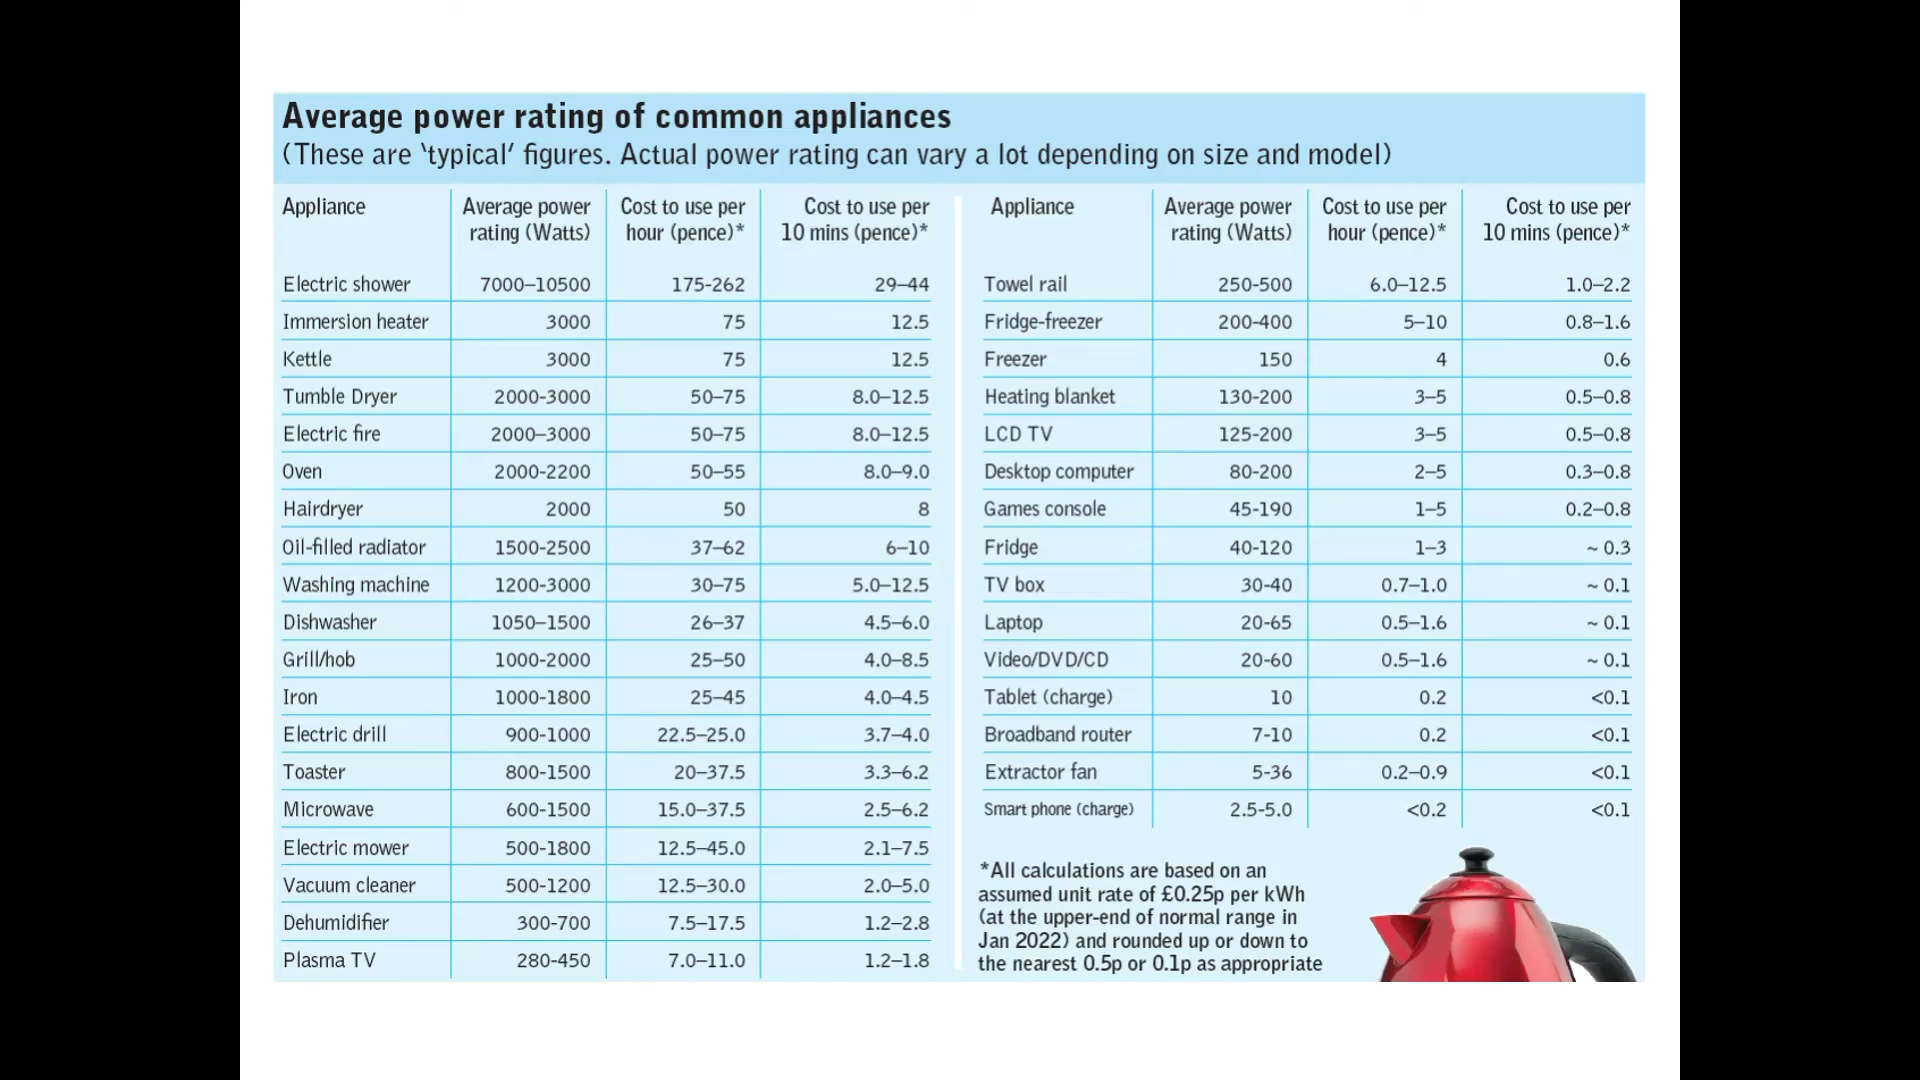 Average power rating of common appliances
(These are ‘typical’ figures. Actual power rating can vary a lot depending on size and model)
Appliance Average power rating (Watts) Cost to use per hour (pence)* Cost to use per 10 mins (pence)*
Electric shower 7000–10500 175-262 29–44
Immersion heater 3000 75 12.5
Kettle 3000 75 12.5
Tumble Dryer 2000-3000 50–75 8.0–12.5
Electric fire 2000–3000 50–75 8.0–12.5
Oven 2000-2200 50–55 8.0–9.0
Hairdryer 2000 50 8
Oil-filled radiator 1500-2500 37–62 6–10
Washing machine 1200-3000 30–75 5.0–12.5
Dishwasher 1050–1500 26–37 4.5–6.0
Grill/hob 1000-2000 25–50 4.0–8.5
Iron 1000-1800 25–45 4.0–4.5
Electric drill 900-1000 22.5–25.0 3.7–4.0
Toaster 800-1500 20–37.5 3.3–6.2
Microwave 600-1500 15.0–37.5 2.5–6.2
Electric mower 500-1800 12.5–45.0 2.1–7.5
Vacuum cleaner 500-1200 12.5–30.0 2.0–5.0
Dehumidifier 300-700 7.5–17.5 1.2–2.8
Plasma TV 280-450 7.0–11.0 1.2–1.8
Appliance Average power rating (Watts) Cost to use per hour (pence)* Cost to use per 10 mins (pence)*
Towel rail 250-500 6.0–12.5 1.0–2.2
Fridge-freezer 200-400 5–10 0.8–1.6
Freezer 150 4 0.6
Heating blanket 130-200 3–5 0.5–0.8
LCD TV 125-200 3–5 0.5–0.8
Desktop computer 80-200 2–5 0.3–0.8
Games console 45-190 1–5 0.2–0.8
Fridge 40-120 1–3 ~ 0.3
TV box 30-40 0.7–1.0 ~ 0.1
Laptop 20-65 0.5–1.6 ~ 0.1
Video/DVD/CD 20-60 0.5–1.6 ~ 0.1
Tablet (charge) 10 0.2 <0.1
Broadband router 7-10 0.2 <0.1
Extractor fan 5-36 0.2–0.9 <0.1
Smart phone (charge) 2.5-5.0 <0.2 <0.1
*All calculations are based on an
assumed unit rate of £0.25p per kWh
(at the upper-end of normal range in
Jan 2022) and rounded up or down to
the nearest 0.5p or 0.1p as appropriate